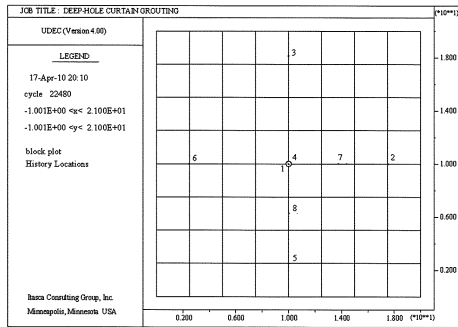 JOB TITLE : DEEP-HOLE CURTAIN GROUTING
(*10**1)
UDEC (Version 4.00)
LEGEND
17-Apr-10 20:10
cycle 22480
-1.001E+00 <x< 2.100E+01
-1.001E+00 <y< 2.100E+01
block plot
History Locations
Itasca Consulting Group, Inc.
Minneapolis, Minnesota USA
3
6
4
7
2
1
8
5
1.800
1.400
1.000
0.600
0.200
0.200 0.600 1.000 1.400 1.800 (*10**1)